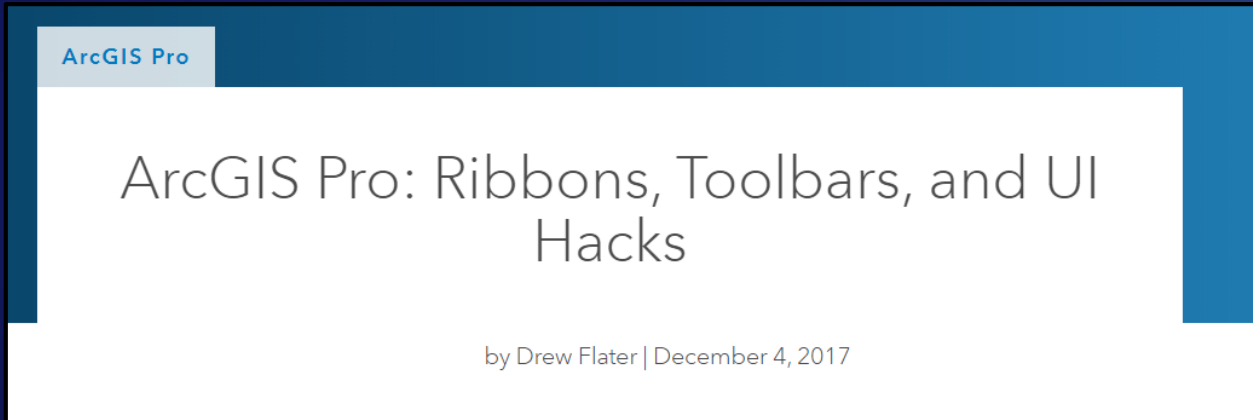 ArcGIS Pro
ArcGIS Pro: Ribbons, Toolbars, and UI
Hacks
by Drew Flater | December 4, 2017